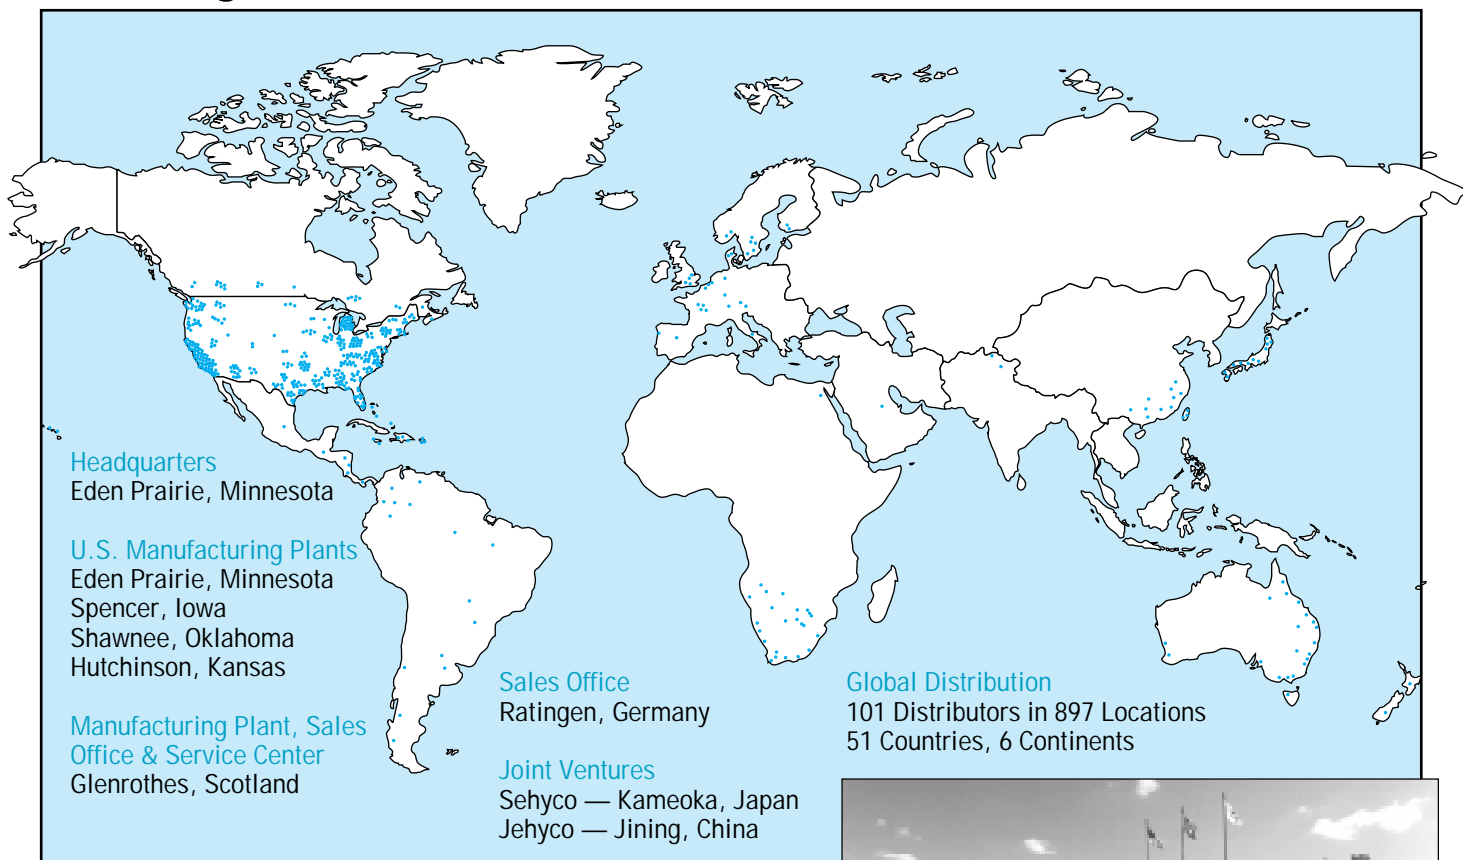 Headquarters
Eden Prairie, Minnesota
U.S. Manufacturing Plants
Eden Prairie, Minnesota
Spencer, Iowa
Shawnee, Oklahoma
Hutchinson, Kansas
Manufacturing Plant, Sales
Office & Service Center
Glenrothes, Scotland
Sales Office
Ratingen, Germany
Joint Ventures
Sehyco — Kameoka, Japan
Jehyco — Jining, China
Global Distribution
101 Distributors in 897 Locations
51 Countries, 6 Continents